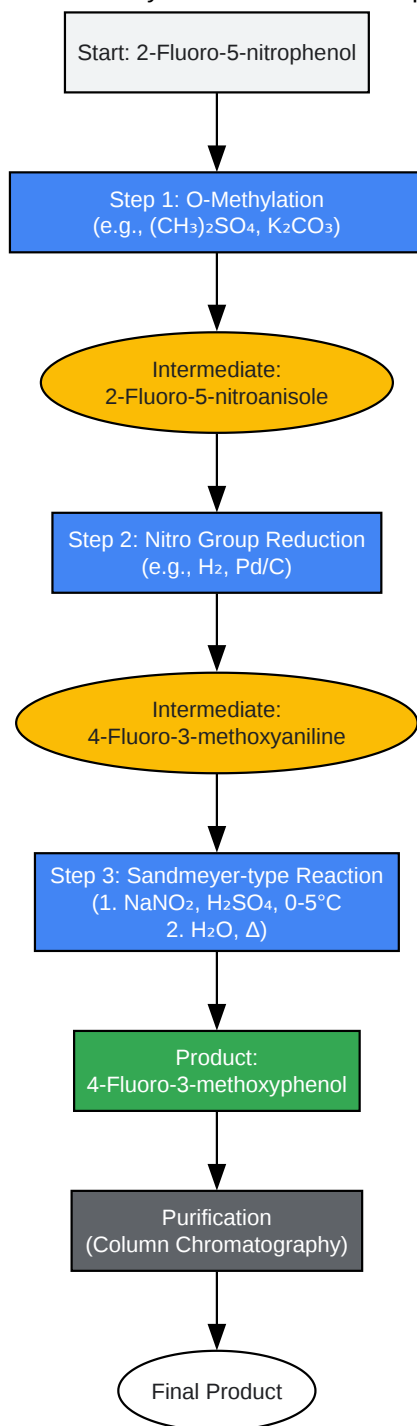 Start: 2-Fluoro-5-nitrophenol
Step 1: O-Methylation
(e.g., (CH₃)₂SO₄, K₂CO₃)
Intermediate:
2-Fluoro-5-nitroanisole
Step 2: Nitro Group Reduction
(e.g., H₂, Pd/C)
Intermediate:
4-Fluoro-3-methoxyaniline
Step 3: Sandmeyer-type Reaction
(1. NaNO₂, H₂SO₄, 0-5°C
2. H₂O, Δ)
Product:
4-Fluoro-3-methoxyphenol
Purification
(Column Chromatography)
Final Product